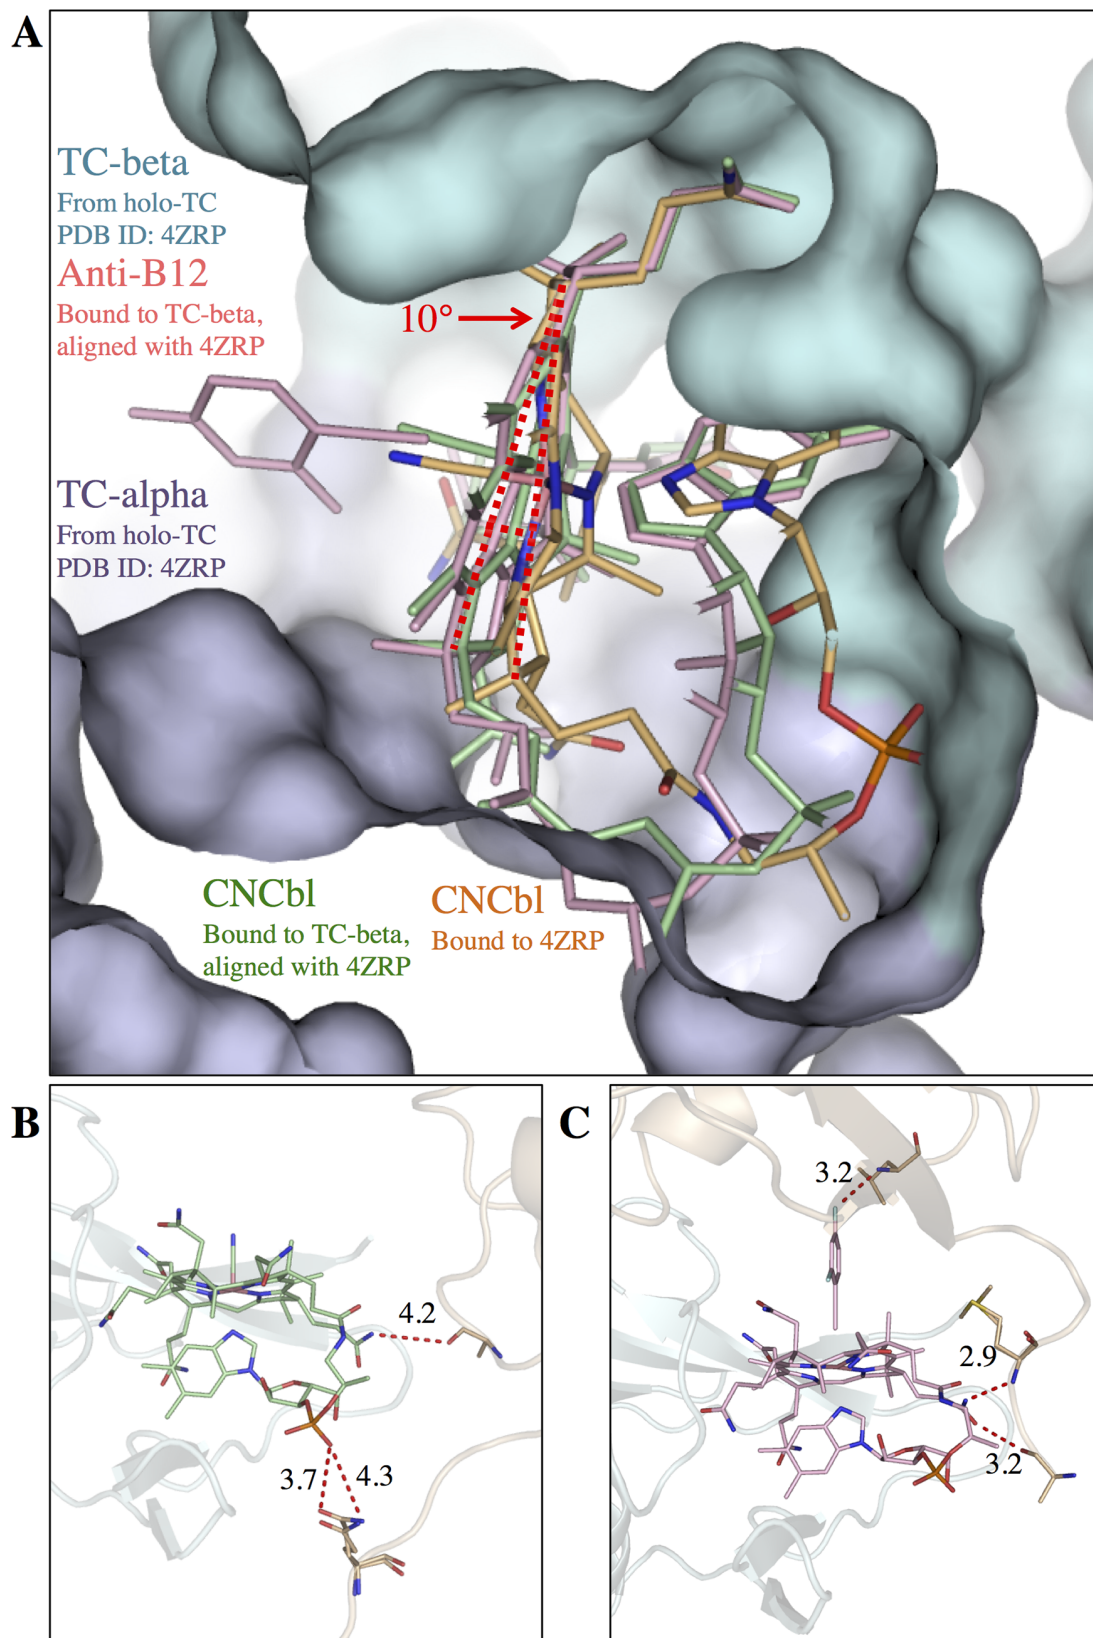 A
TC-beta
From holo-TC
PDB ID: 4ZRP
Anti-B12
Bound to TC-beta,
aligned with 4ZRP
10°
TC-alpha
From holo-TC
PDB ID: 4ZRP
CNCbl
Bound to TC-beta,
aligned with 4ZRP
CNCbl
Bound to 4ZRP
B
4.2
3.7
4.3
C
3.2
2.9
3.2